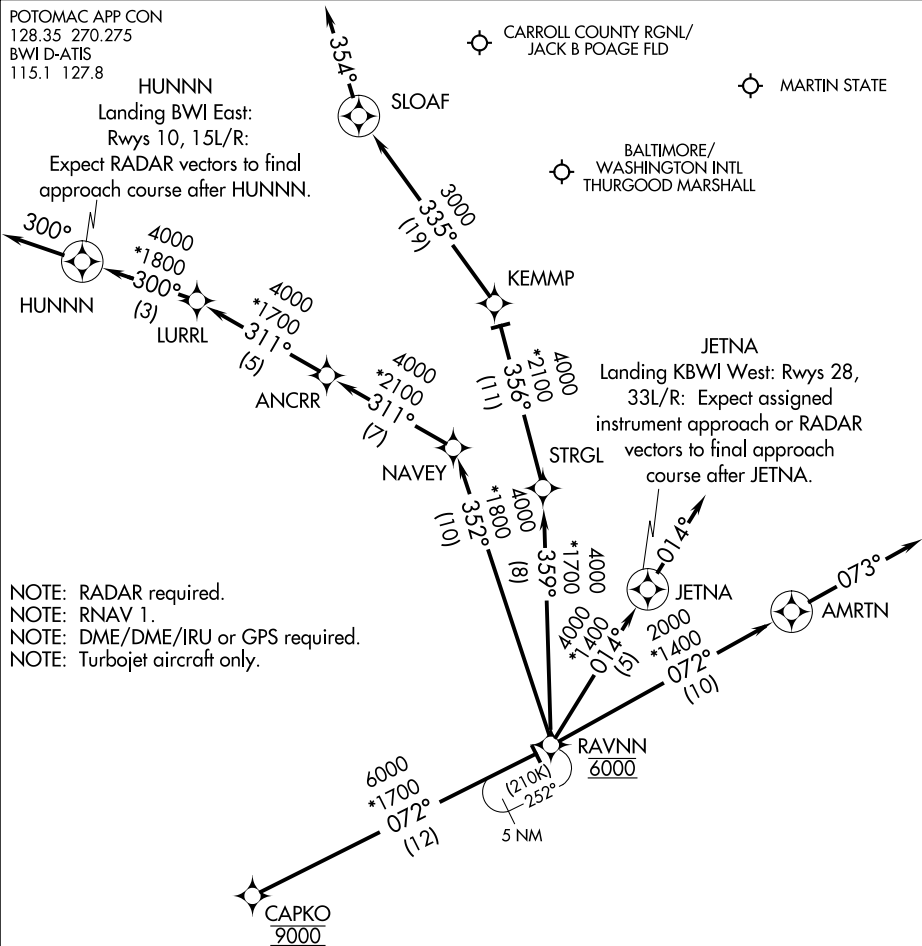 POTOMAC APP CON
128.35 270.275
BWI D-ATIS
115.1 127.8
HUNNN
Landing BWI East:
Rwys 10, 15L/R:
Expect RADAR vectors to final
approach course after HUNNN.
354°
SLOAF
CARROLL COUNTY RGNL/
JACK B POAGE FLD
MARTIN STATE
BALTIMORE/
WASHINGTON INTL
THURGOOD MARSHALL
3000
335°
(19)
300°
HUNNN
4000
*1800
300°
(3)
LURRL
4000
*1700
311°
(5)
ANCRR
4000
*2100
311°
(7)
NAVEY
KEMMP
4000
*2100
356°
(11)
STRGL
JETNA
Landing KBWI West: Rwys 28,
33L/R: Expect assigned
instrument approach or RADAR
vectors to final approach
course after JETNA.
4000
*1800
352°
(10)
4000
*1700
359°
(8)
014°
JETNA
4000
*1400
014°
(5)
073°
AMRTN
2000
*1400
072°
(10)
NOTE: RADAR required.
NOTE: RNAV 1.
NOTE: DME/DME/IRU or GPS required.
NOTE: Turbojet aircraft only.
RAVNN
6000
(210K)
252°
5 NM
6000
*1700
072°
(12)
CAPKO
9000